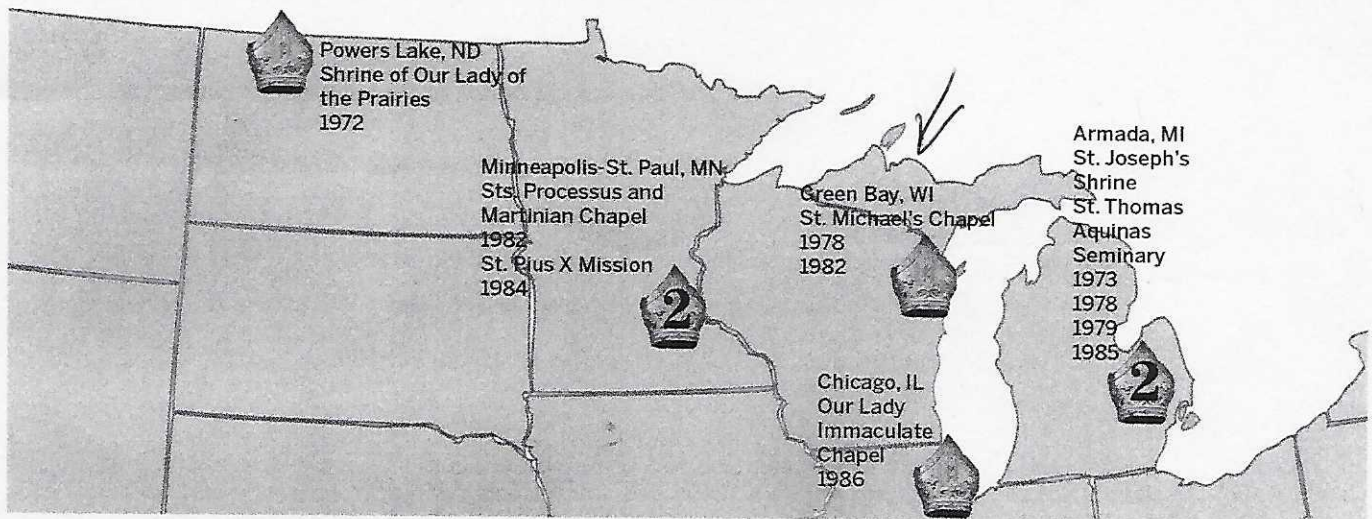 Powers Lake, ND
Shrine of Our Lady of
the Prairies
1972
Minneapolis-St. Paul, MN
Sts. Processus and
Martinian Chapel
1982
St. Pius X Mission
1984
2
Green Bay, WI
St. Michael's Chapel
1978
1982
Chicago, IL
Our Lady
Immaculate
Chapel
1986
Armada, MI
St. Joseph's
Shrine
St. Thomas
Aquinas
Seminary
1973
1978
1979
1985
2